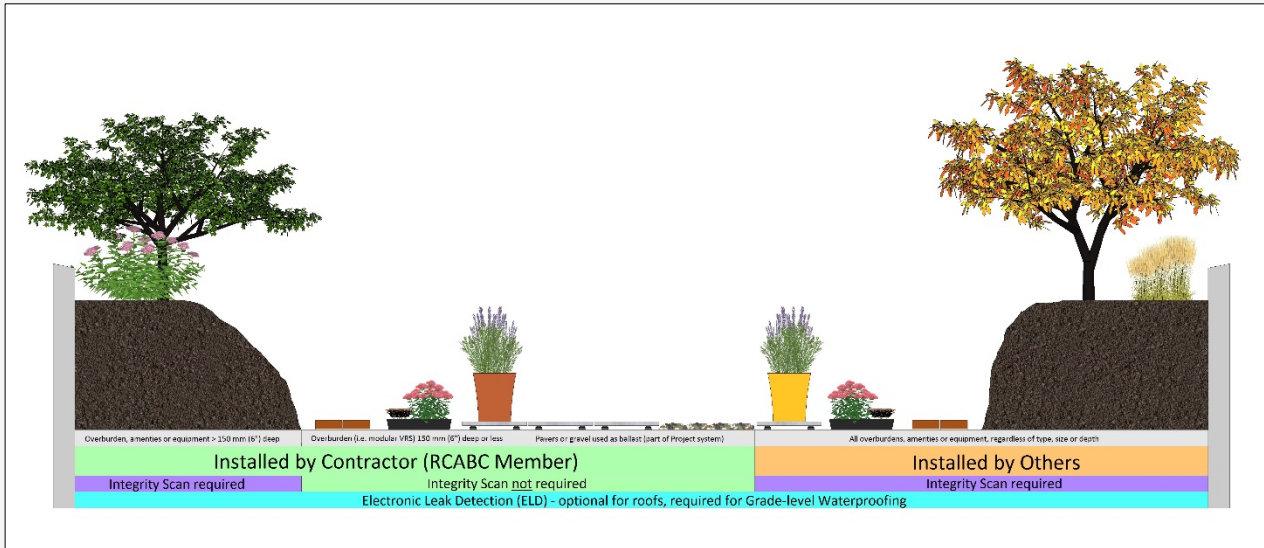 Overburden, amenities or equipment > 150 mm (6") deep
Overburden (i.e. modular VRS) 150 mm (6") deep or less
Pavers or gravel used as ballast (part of Project system)
All overburdens, amenities or equipment, regardless of type, size or depth
Installed by Contractor (RCABC Member)
Installed by Others
Integrity Scan required
Integrity Scan not required
Integrity Scan required
Electronic Leak Detection (ELD) - optional for roofs, required for Grade-level Waterproofing